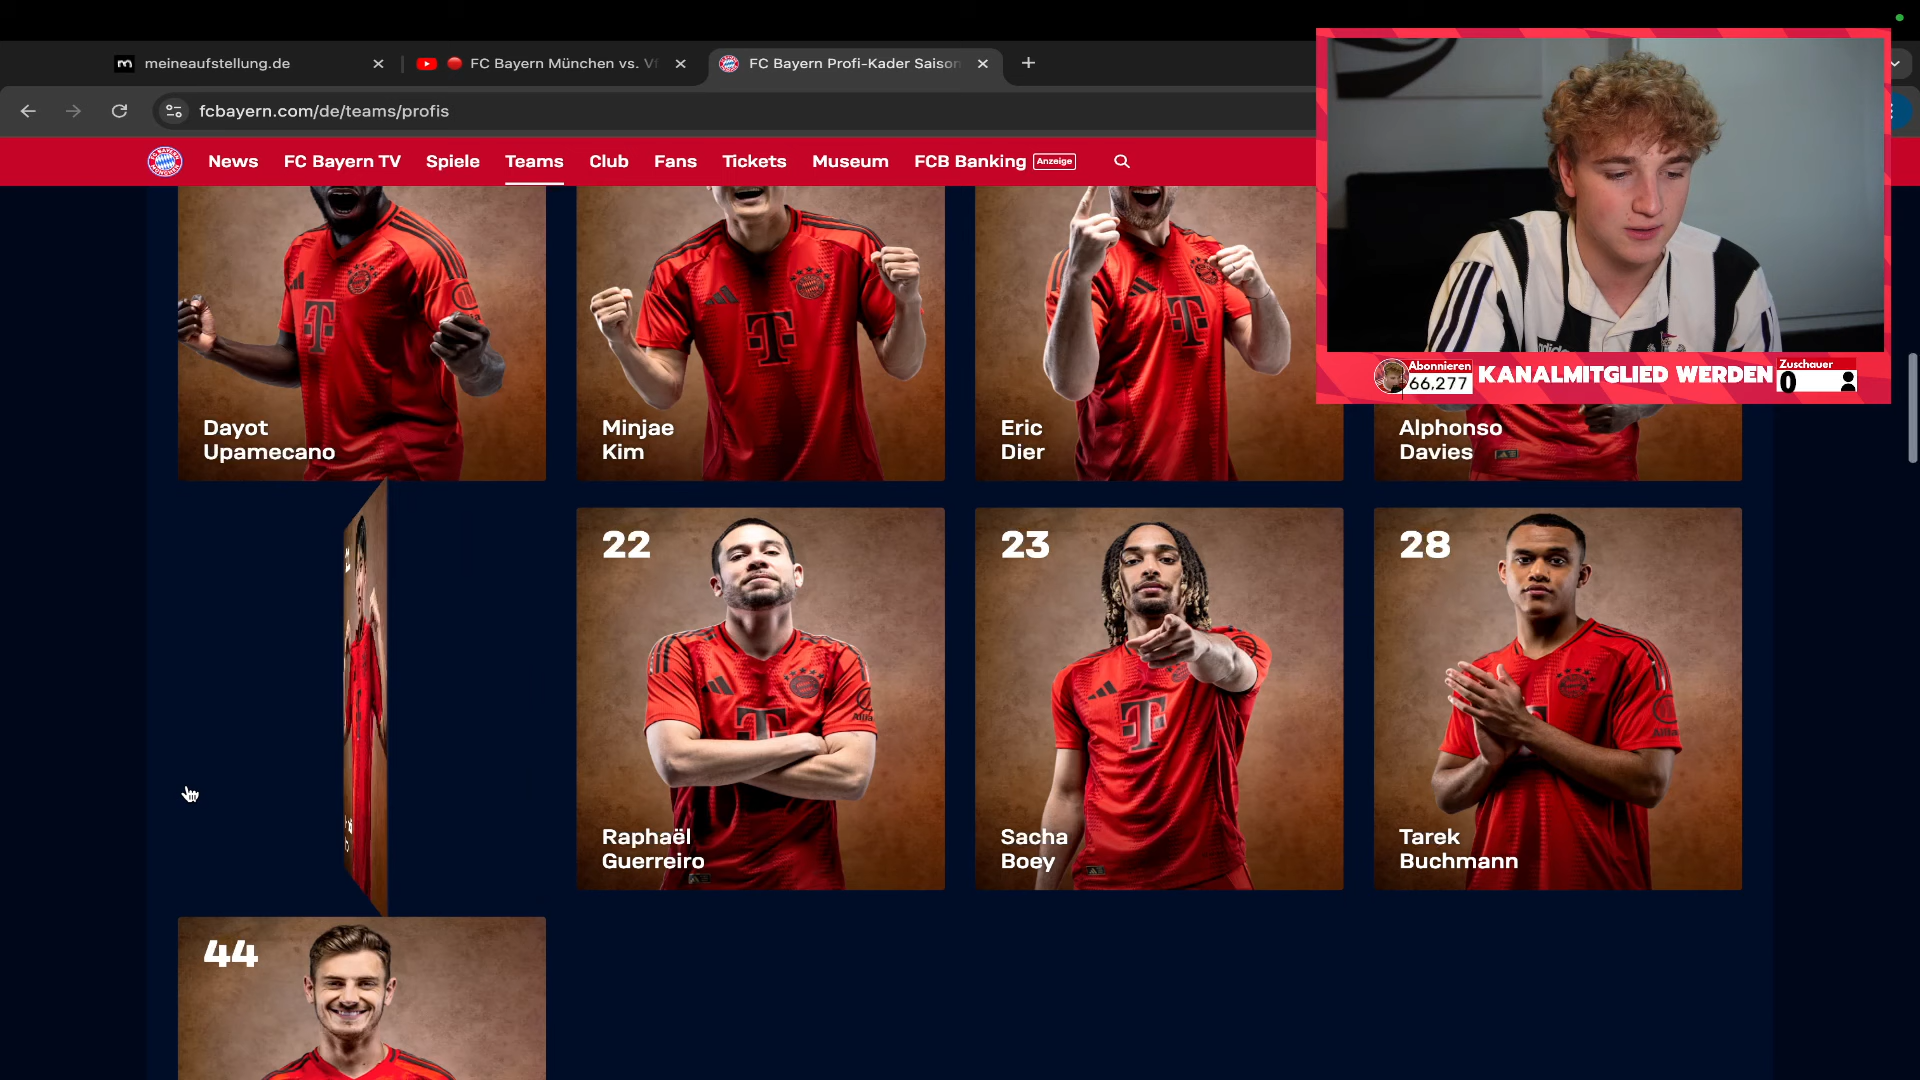 meineaufstellung.de
FC Bayern München vs. Vf
FC Bayern Profi-Kader Saison
fcbayern.com/de/teams/profis
News
FC Bayern TV
Spiele
Teams
Club
Fans
Tickets
Museum
FCB Banking
Anzeige
Abonnieren
66,277
KANALMITGLIED WERDEN
Zuschauer
0
Dayot
Upamecano
Minjae
Kim
Eric
Dier
Alphonso
Davies
22
Raphaël
Guerreiro
23
Sacha
Boey
28
Tarek
Buchmann
44